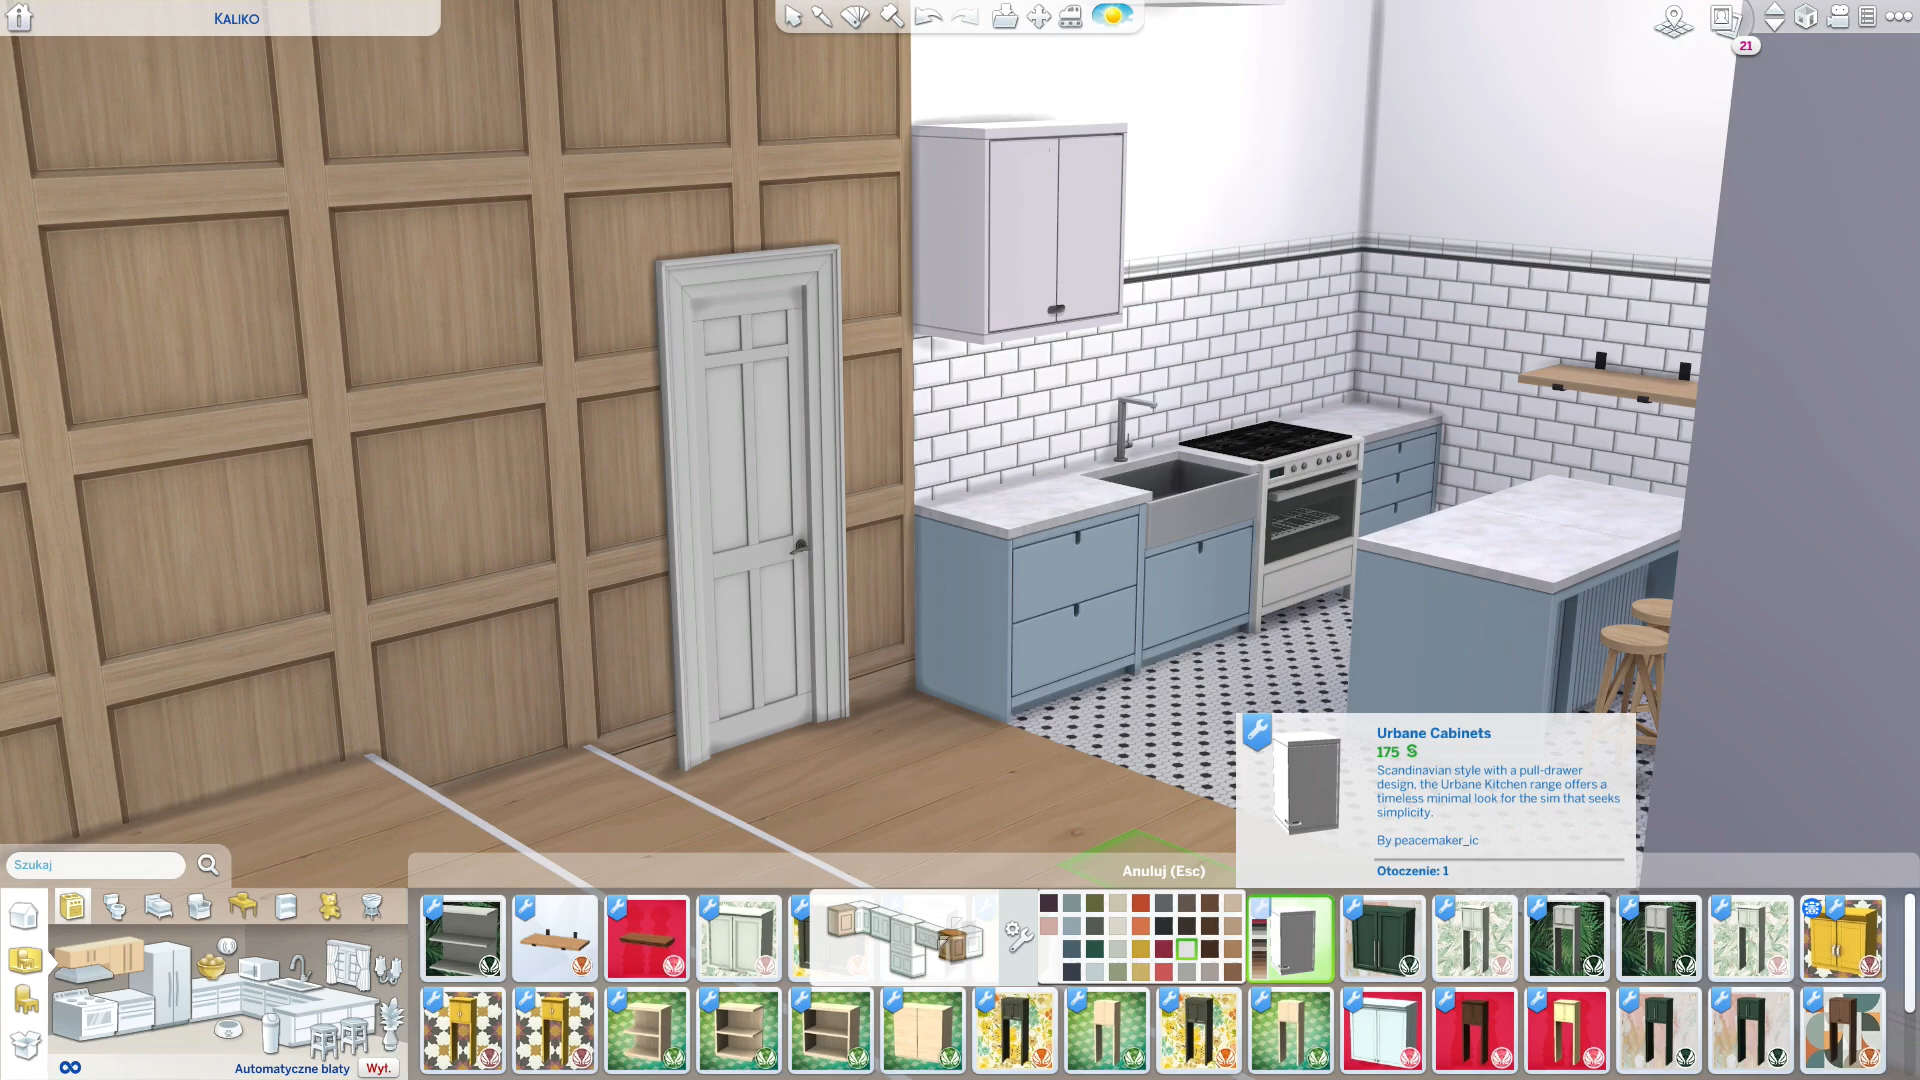 KALIKO
21
Urbane Cabinets
175 §
Scandinavian style with a pull-drawer
design, the Urbane Kitchen range offers a
timeless minimal look for the sim that seeks
simplicity.
By peacemaker_ic
Otoczenie: 1
Szukaj
Anuluj (Esc)
Automatyczne blaty Wył.